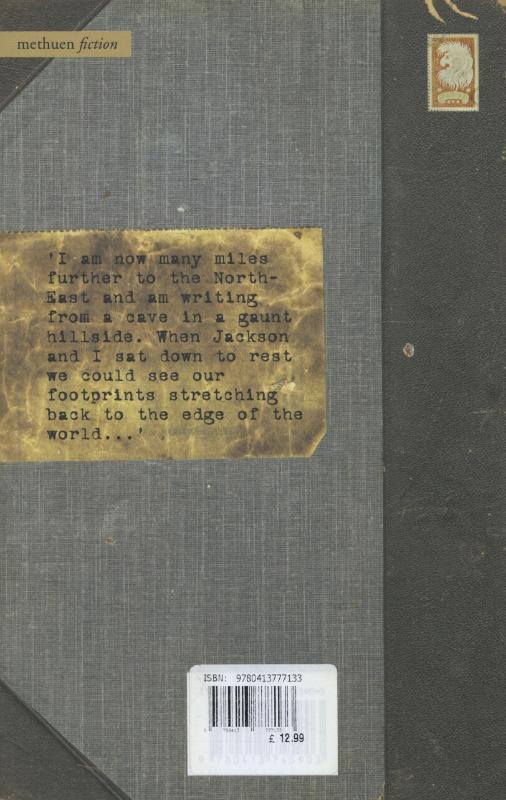 methuen fiction
'I am now many miles
further to the North-
East and am writing
from a cave in a gaunt
hillside. When Jackson
and I sat down to rest
we could see our
footprints stretching
back to the edge of the
world...'
ISBN: 9780413777133
£ 12.99